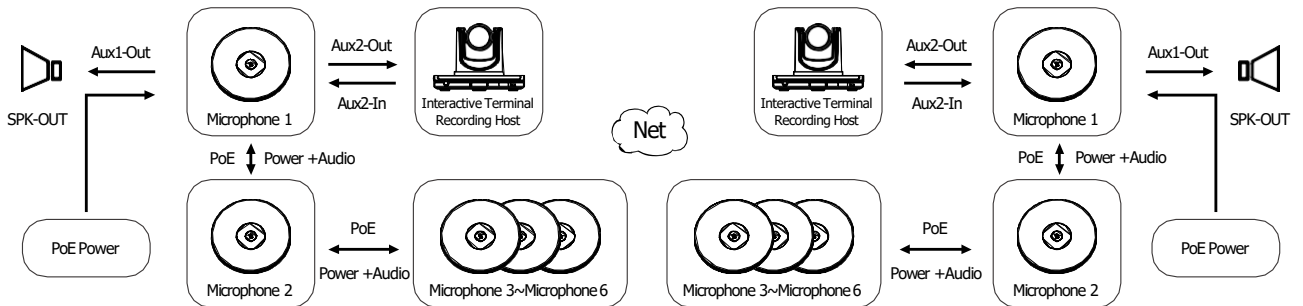 Aux1-Out
SPK-OUT
Microphone 1
Aux2-Out
Aux2-In
Interactive Terminal
Recording Host
PoE
Power +Audio
PoE Power
Microphone 2
PoE
Power +Audio
Microphone 3~Microphone 6
Net
Interactive Terminal
Recording Host
Aux2-Out
Aux2-In
Microphone 1
Aux1-Out
SPK-OUT
PoE
Power +Audio
Microphone 3~Microphone 6
PoE
Power +Audio
Microphone 2
PoE Power